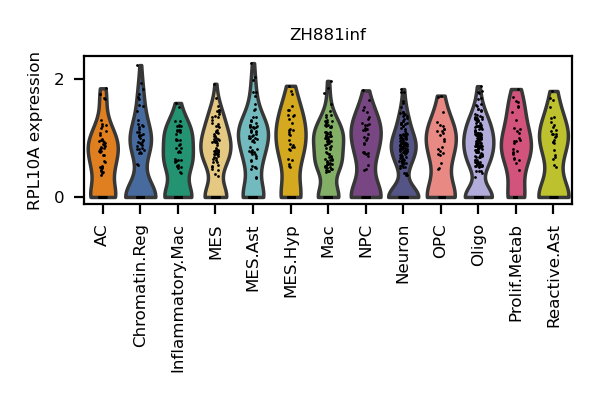 ZH881inf
RPL10A expression
2
0
AC
Chromatin.Reg
Inflammatory.Mac
MES
MES.Ast
MES.Hyp
Mac
NPC
Neuron
OPC
Oligo
Prolif.Metab
Reactive.Ast